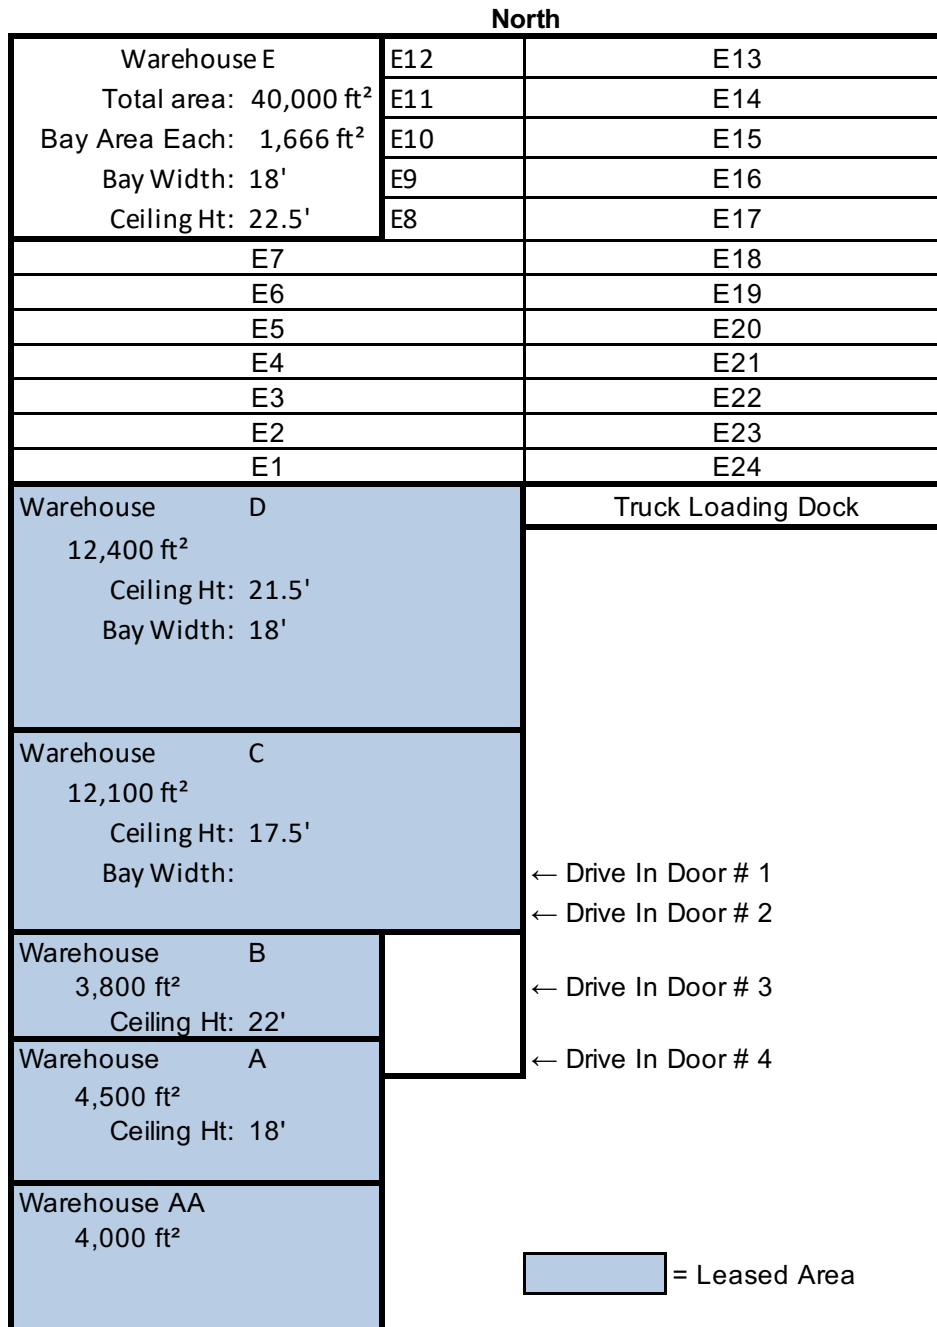 North
Warehouse E E12 E13
Total area: 40,000 ft² E11 E14
Bay Area Each: 1,666 ft² E10 E15
Bay Width: 18' E9 E16
Ceiling Ht: 22.5' E8 E17
E7 E18
E6 E19
E5 E20
E4 E21
E3 E22
E2 E23
E1 E24
Warehouse D Truck Loading Dock
12,400 ft²
Ceiling Ht: 21.5'
Bay Width: 18'
Warehouse C
12,100 ft²
Ceiling Ht: 17.5'
Bay Width: ← Drive In Door # 1
← Drive In Door # 2
Warehouse B
3,800 ft² ← Drive In Door # 3
Ceiling Ht: 22'
Warehouse A ← Drive In Door # 4
4,500 ft²
Ceiling Ht: 18'
Warehouse AA
4,000 ft²
= Leased Area